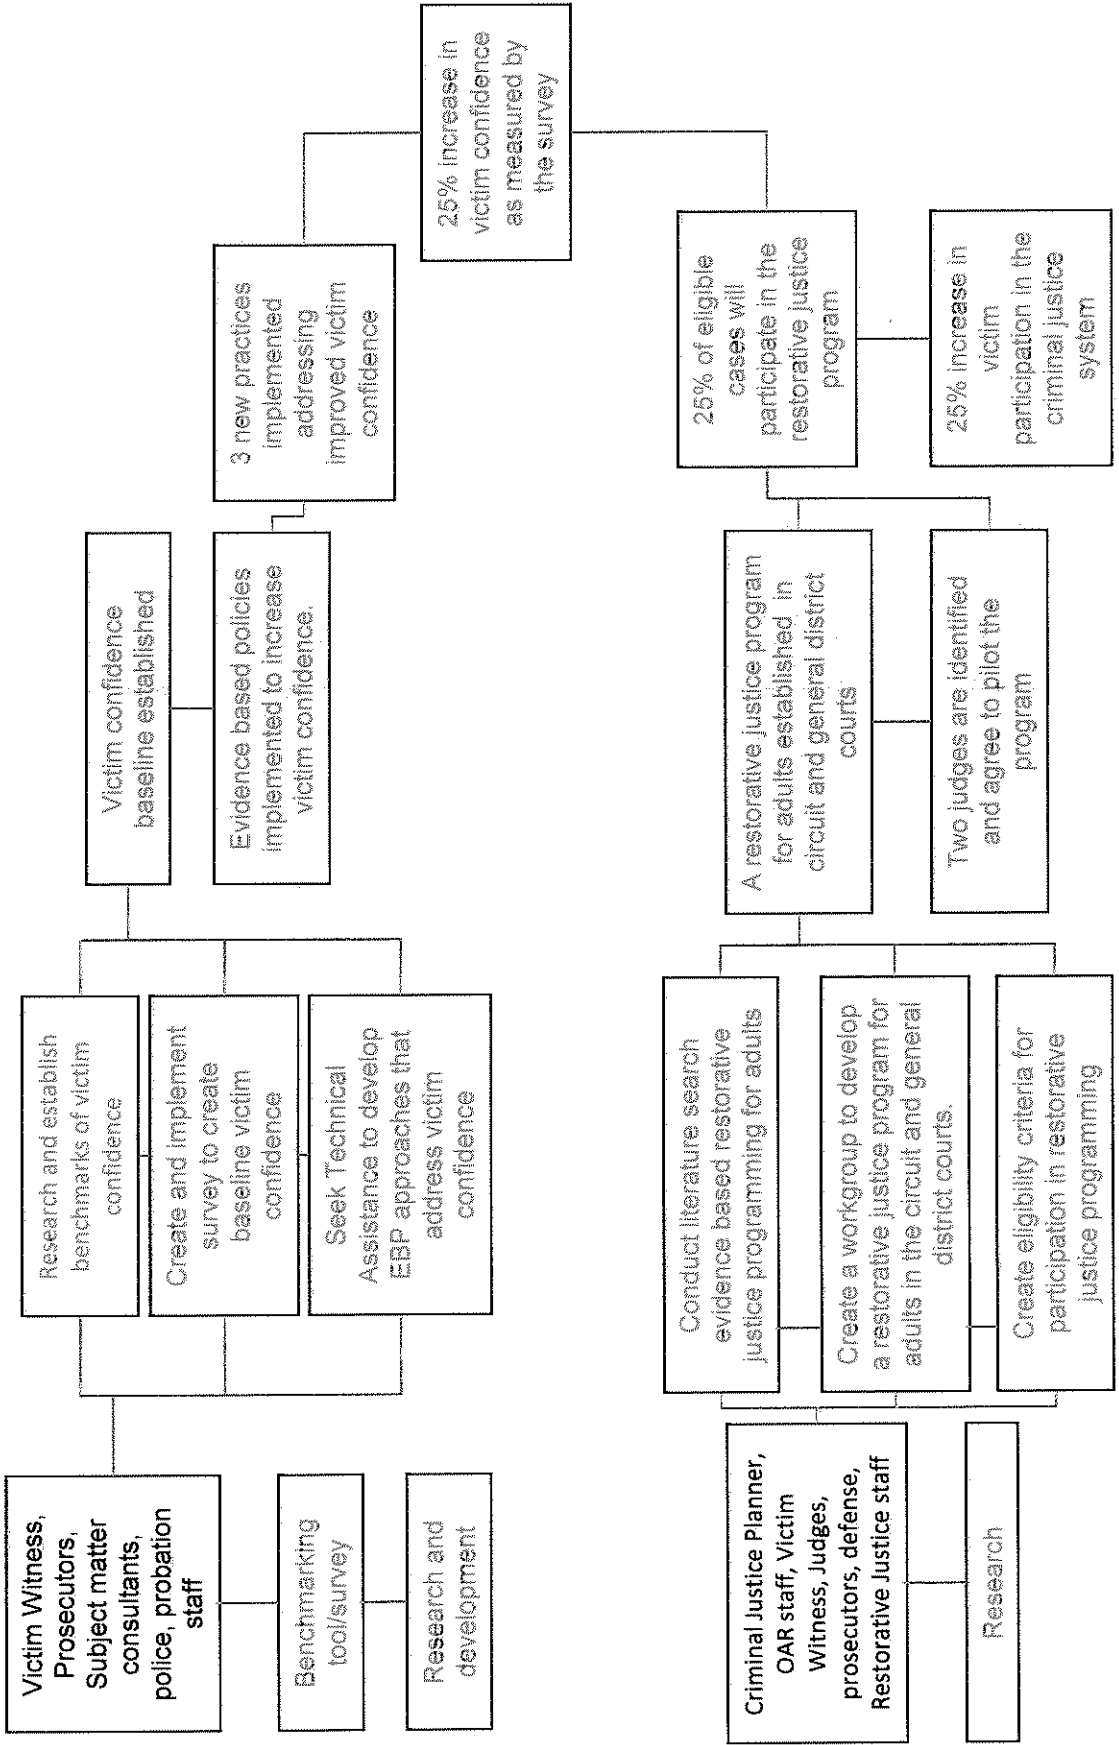 Victim Witness,
Prosecutors,
Subject matter
consultants,
police, probation
staff
Benchmarking
tool/survey
Research and
development
Research and establish
benchmarks of victim
confidence
Create and implement
survey to create
baseline victim
confidence
Seek Technical
Assistance to develop
EBP approaches that
address victim
confidence
Victim confidence
baseline established
Evidence based policies
implemented to increase
victim confidence.
3 new practices
implemented
addressing
improved victim
confidence
25% increase in
victim confidence
as measured by
the survey
Criminal Justice Planner,
OAR staff, Victim
Witness, Judges,
prosecutors, defense,
Restorative Justice staff
Research
Conduct literature search
evidence based restorative
justice programming for adults
Create a workgroup to develop
a restorative justice program for
adults in the circuit and general
district courts.
Create eligibility criteria for
participation in restorative
justice programming
A restorative justice program
for adults established in
circuit and general district
courts
Two judges are identified
and agree to pilot the
program
25% of eligible
cases will
participate in the
restorative justice
program
25% increase in
victim
participation in the
criminal justice
system